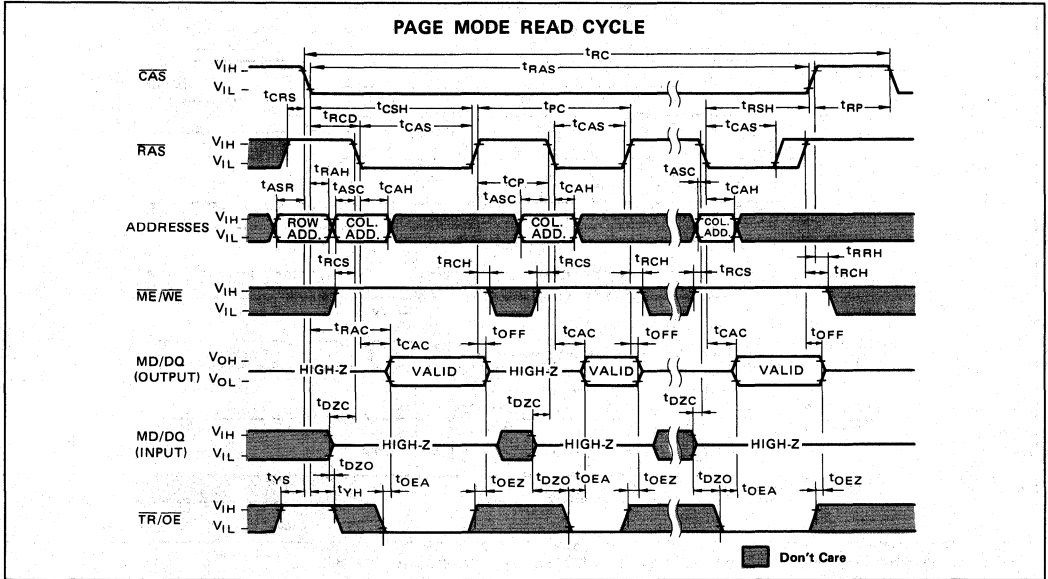 PAGE MODE READ CYCLE
tRC
CAS VIH VIL
tRAS
tCRS tCSH tPC tRSH tRP
tRCD tCAS tCAS tCAS
RAS VIH VIL
tRAH tCP tASC
tASR tASC tCAH tASC tCAH tCAH
ADDRESSES VIH VIL ROW ADD. COL. ADD. COL. ADD. COL. ADD.
tRRH
tRCS tRCH tRCS tRCH tRCS tRCH
ME/WE VIH VIL
tRAC tOFF tOFF tOFF
tCAC tCAC tCAC
MD/DQ (OUTPUT) VOH VOL HIGH-Z VALID HIGH-Z VALID HIGH-Z VALID
tDZC tDZC tDZC
MD/DQ (INPUT) VIH VIL HIGH-Z HIGH-Z HIGH-Z
tDZO
tYS tYH tOEA tOEZ tDZO tOEA tOEZ tDZO tOEA tOEZ
TR/OE VIH VIL
Don't Care